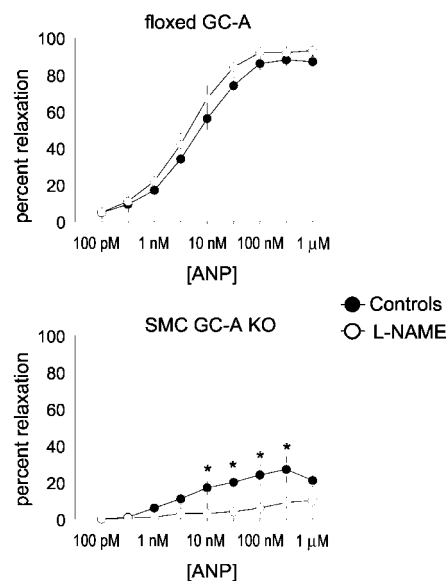 floxed GC-A
percent relaxation
100
80
60
40
20
0
100 pM 1 nM 10 nM 100 nM 1 µM
[ANP]
Controls
L-NAME
SMC GC-A KO
percent relaxation
100
80
60
40
20
0
* * * *
100 pM 1 nM 10 nM 100 nM 1 µM
[ANP]